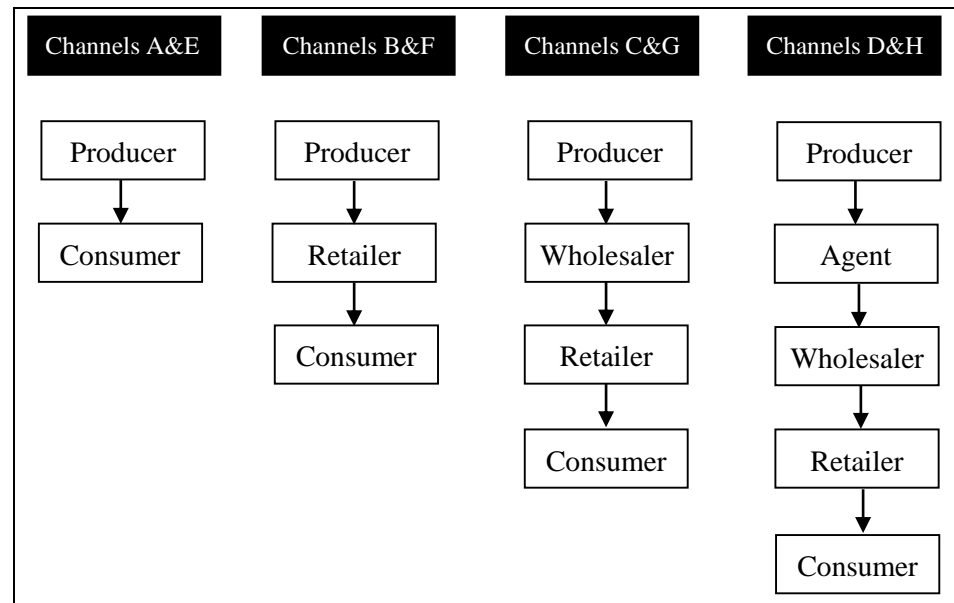 Channels A&E
Channels B&F
Channels C&G
Channels D&H
Producer
Consumer
Producer
Retailer
Consumer
Producer
Wholesaler
Retailer
Consumer
Producer
Agent
Wholesaler
Retailer
Consumer